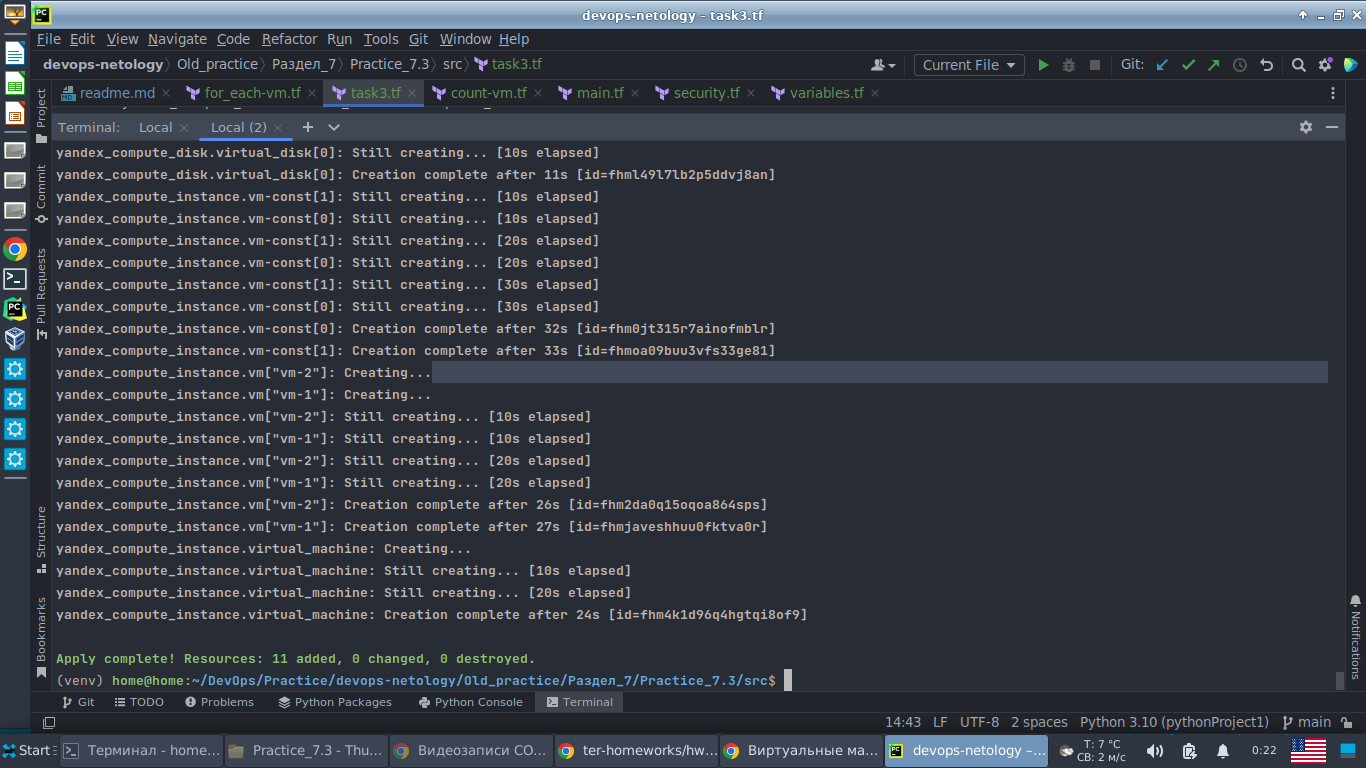 devops-netology – task3.tf
File Edit View Navigate Code Refactor Run Tools Git Window Help
devops-netology Old_practice Раздел_7 Practice_7.3 src task3.tf Current File Git:
readme.md for_each-vm.tf task3.tf count-vm.tf main.tf security.tf variables.tf
Terminal: Local Local (2)
Project
Commit
Pull Requests
Structure
Bookmarks
Notifications
yandex_compute_disk.virtual_disk[0]: Still creating... [10s elapsed]
yandex_compute_disk.virtual_disk[0]: Creation complete after 11s [id=fhml49l7lb2p5ddvj8an]
yandex_compute_instance.vm-const[1]: Still creating... [10s elapsed]
yandex_compute_instance.vm-const[0]: Still creating... [10s elapsed]
yandex_compute_instance.vm-const[1]: Still creating... [20s elapsed]
yandex_compute_instance.vm-const[0]: Still creating... [20s elapsed]
yandex_compute_instance.vm-const[1]: Still creating... [30s elapsed]
yandex_compute_instance.vm-const[0]: Still creating... [30s elapsed]
yandex_compute_instance.vm-const[0]: Creation complete after 32s [id=fhm0jt315r7ainofmblr]
yandex_compute_instance.vm-const[1]: Creation complete after 33s [id=fhmoa09buu3vfs33ge81]
yandex_compute_instance.vm["vm-2"]: Creating...
yandex_compute_instance.vm["vm-1"]: Creating...
yandex_compute_instance.vm["vm-2"]: Still creating... [10s elapsed]
yandex_compute_instance.vm["vm-1"]: Still creating... [10s elapsed]
yandex_compute_instance.vm["vm-2"]: Still creating... [20s elapsed]
yandex_compute_instance.vm["vm-1"]: Still creating... [20s elapsed]
yandex_compute_instance.vm["vm-2"]: Creation complete after 26s [id=fhm2da0q15oqoa864sps]
yandex_compute_instance.vm["vm-1"]: Creation complete after 27s [id=fhmjaveshhuu0fktva0r]
yandex_compute_instance.virtual_machine: Creating...
yandex_compute_instance.virtual_machine: Still creating... [10s elapsed]
yandex_compute_instance.virtual_machine: Still creating... [20s elapsed]
yandex_compute_instance.virtual_machine: Creation complete after 24s [id=fhm4k1d96q4hgtqi8of9]
Apply complete! Resources: 11 added, 0 changed, 0 destroyed.
(venv) home@home:~/DevOps/Practice/devops-netology/Old_practice/Раздел_7/Practice_7.3/src$
Git TODO Problems Python Packages Python Console Terminal
14:43 LF UTF-8 2 spaces Python 3.10 (pythonProject1) main
Start Терминал - home... Practice_7.3 - Thu... Видеозаписи CO... ter-homeworks/hw... Виртуальные ма... devops-netology –... T: 7 °C 0:22
СВ: 2 м/с